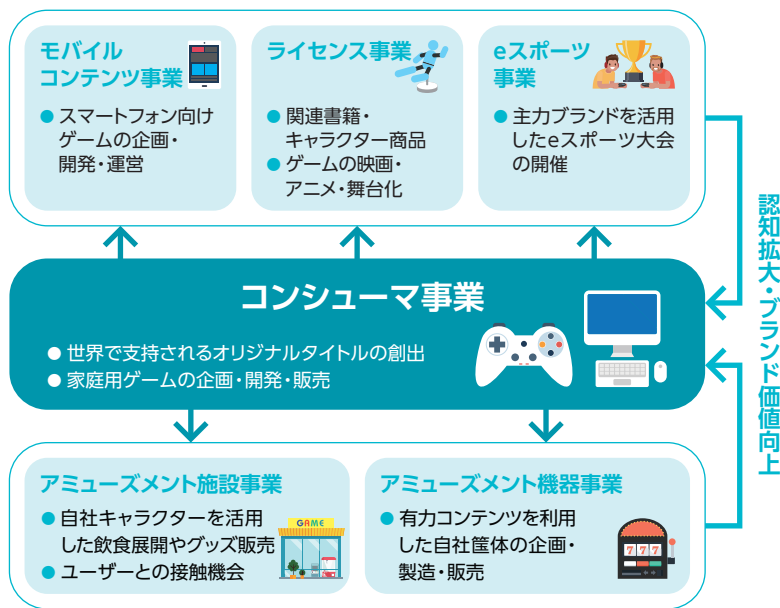 モバイル
コンテンツ事業
● スマートフォン向け
ゲームの企画・
開発・運営
ライセンス事業
● 関連書籍・
キャラクター商品
● ゲームの映画・
アニメ・舞台化
eスポーツ
事業
● 主力ブランドを活用
したeスポーツ大会
の開催
コンシューマ事業
● 世界で支持されるオリジナルタイトルの創出
● 家庭用ゲームの企画・開発・販売
アミューズメント施設事業
● 自社キャラクターを活用
した飲食展開やグッズ販売
● ユーザーとの接触機会
GAME
アミューズメント機器事業
● 有力コンテンツを利用
した自社筐体の企画・
製造・販売
777
認知拡大・ブランド価値向上